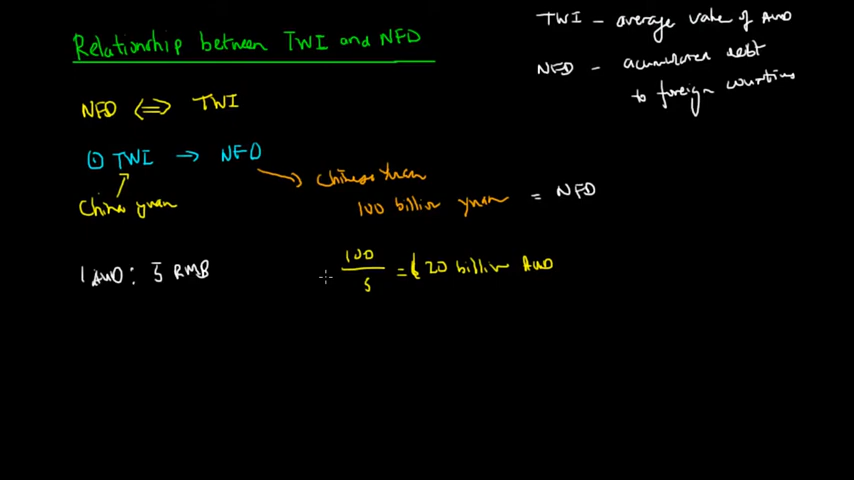 TWI - average value of AUD
Relationship between TWI and NFD
NFD - accumulated debt
to foreign countries
NFD <=> TWI
① TWI → NFD
China yuan
Chinese Yuan
100 billion yuan = NFD
1 AUD : 5 RMB
100
5
= 20 billion AUD